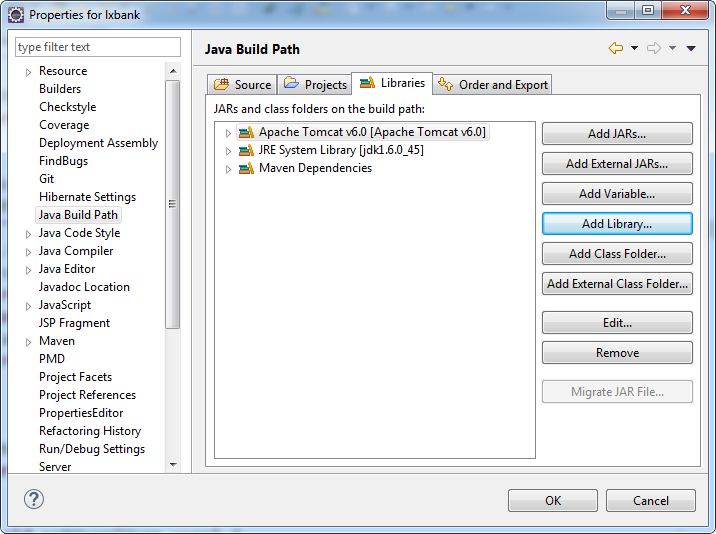 Properties for lxbank
type filter text
Resource
Builders
Checkstyle
Coverage
Deployment Assembly
FindBugs
Git
Hibernate Settings
Java Build Path
Java Code Style
Java Compiler
Java Editor
Javadoc Location
JavaScript
JSP Fragment
Maven
PMD
Project Facets
Project References
PropertiesEditor
Refactoring History
Run/Debug Settings
Server
Java Build Path
Source Projects Libraries Order and Export
JARs and class folders on the build path:
Apache Tomcat v6.0 [Apache Tomcat v6.0]
JRE System Library [jdk1.6.0_45]
Maven Dependencies
Add JARs...
Add External JARs...
Add Variable...
Add Library...
Add Class Folder...
Add External Class Folder...
Edit...
Remove
Migrate JAR File...
?
OK Cancel